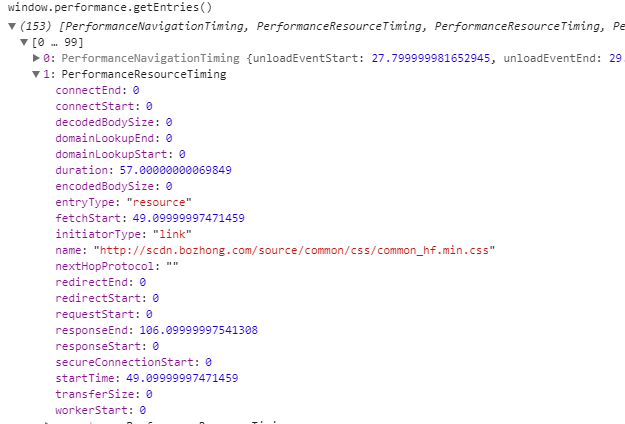 window.performance.getEntries()
▼(153) [PerformanceNavigationTiming, PerformanceResourceTiming, PerformanceResourceTiming, Pe
▼[0 … 99]
▶0: PerformanceNavigationTiming {unloadEventStart: 27.799999981652945, unloadEventEnd: 29.
▼1: PerformanceResourceTiming
connectEnd: 0
connectStart: 0
decodedBodySize: 0
domainLookupEnd: 0
domainLookupStart: 0
duration: 57.00000000069849
encodedBodySize: 0
entryType: "resource"
fetchStart: 49.09999997471459
initiatorType: "link"
name: "http://scdn.bozhong.com/source/common/css/common_hf.min.css"
nextHopProtocol: ""
redirectEnd: 0
redirectStart: 0
requestStart: 0
responseEnd: 106.09999997541308
responseStart: 0
secureConnectionStart: 0
startTime: 49.09999997471459
transferSize: 0
workerStart: 0